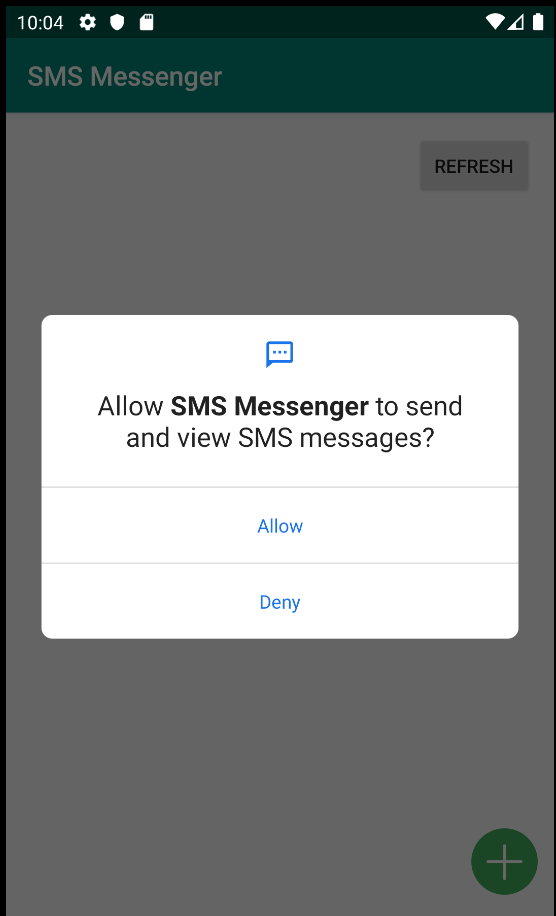 10:04
SMS Messenger
REFRESH
Allow SMS Messenger to send
and view SMS messages?
Allow
Deny